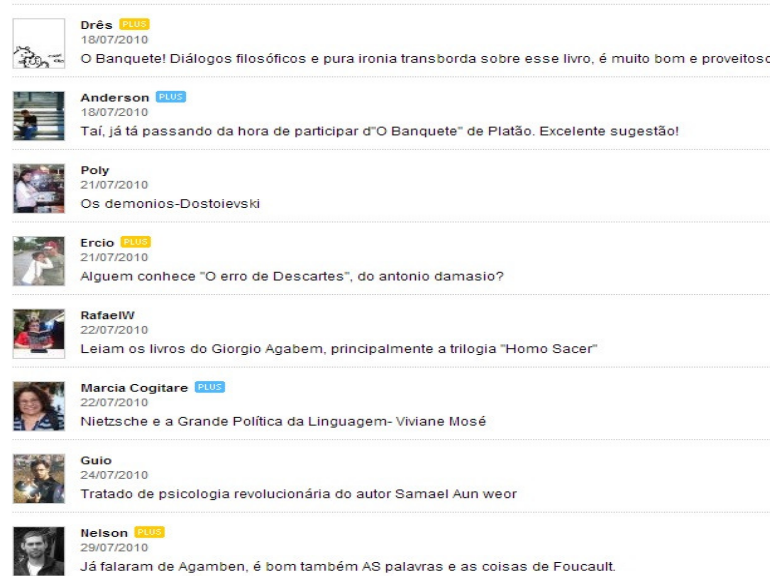 Drês PLUS
18/07/2010
O Banquete! Diálogos filosóficos e pura ironia transborda sobre esse livro, é muito bom e proveitoso
Anderson PLUS
18/07/2010
Taí, já tá passando da hora de participar d"O Banquete" de Platão. Excelente sugestão!
Poly
21/07/2010
Os demonios-Dostoievski
Ercio PLUS
21/07/2010
Alguem conhece "O erro de Descartes", do antonio damasio?
RafaelW
22/07/2010
Leiam os livros do Giorgio Agabem, principalmente a trilogia "Homo Sacer"
Marcia Cogitare PLUS
22/07/2010
Nietzsche e a Grande Política da Linguagem- Viviane Mosé
Guio
24/07/2010
Tratado de psicologia revolucionária do autor Samael Aun weor
Nelson PLUS
29/07/2010
Já falaram de Agamben, é bom também AS palavras e as coisas de Foucault.